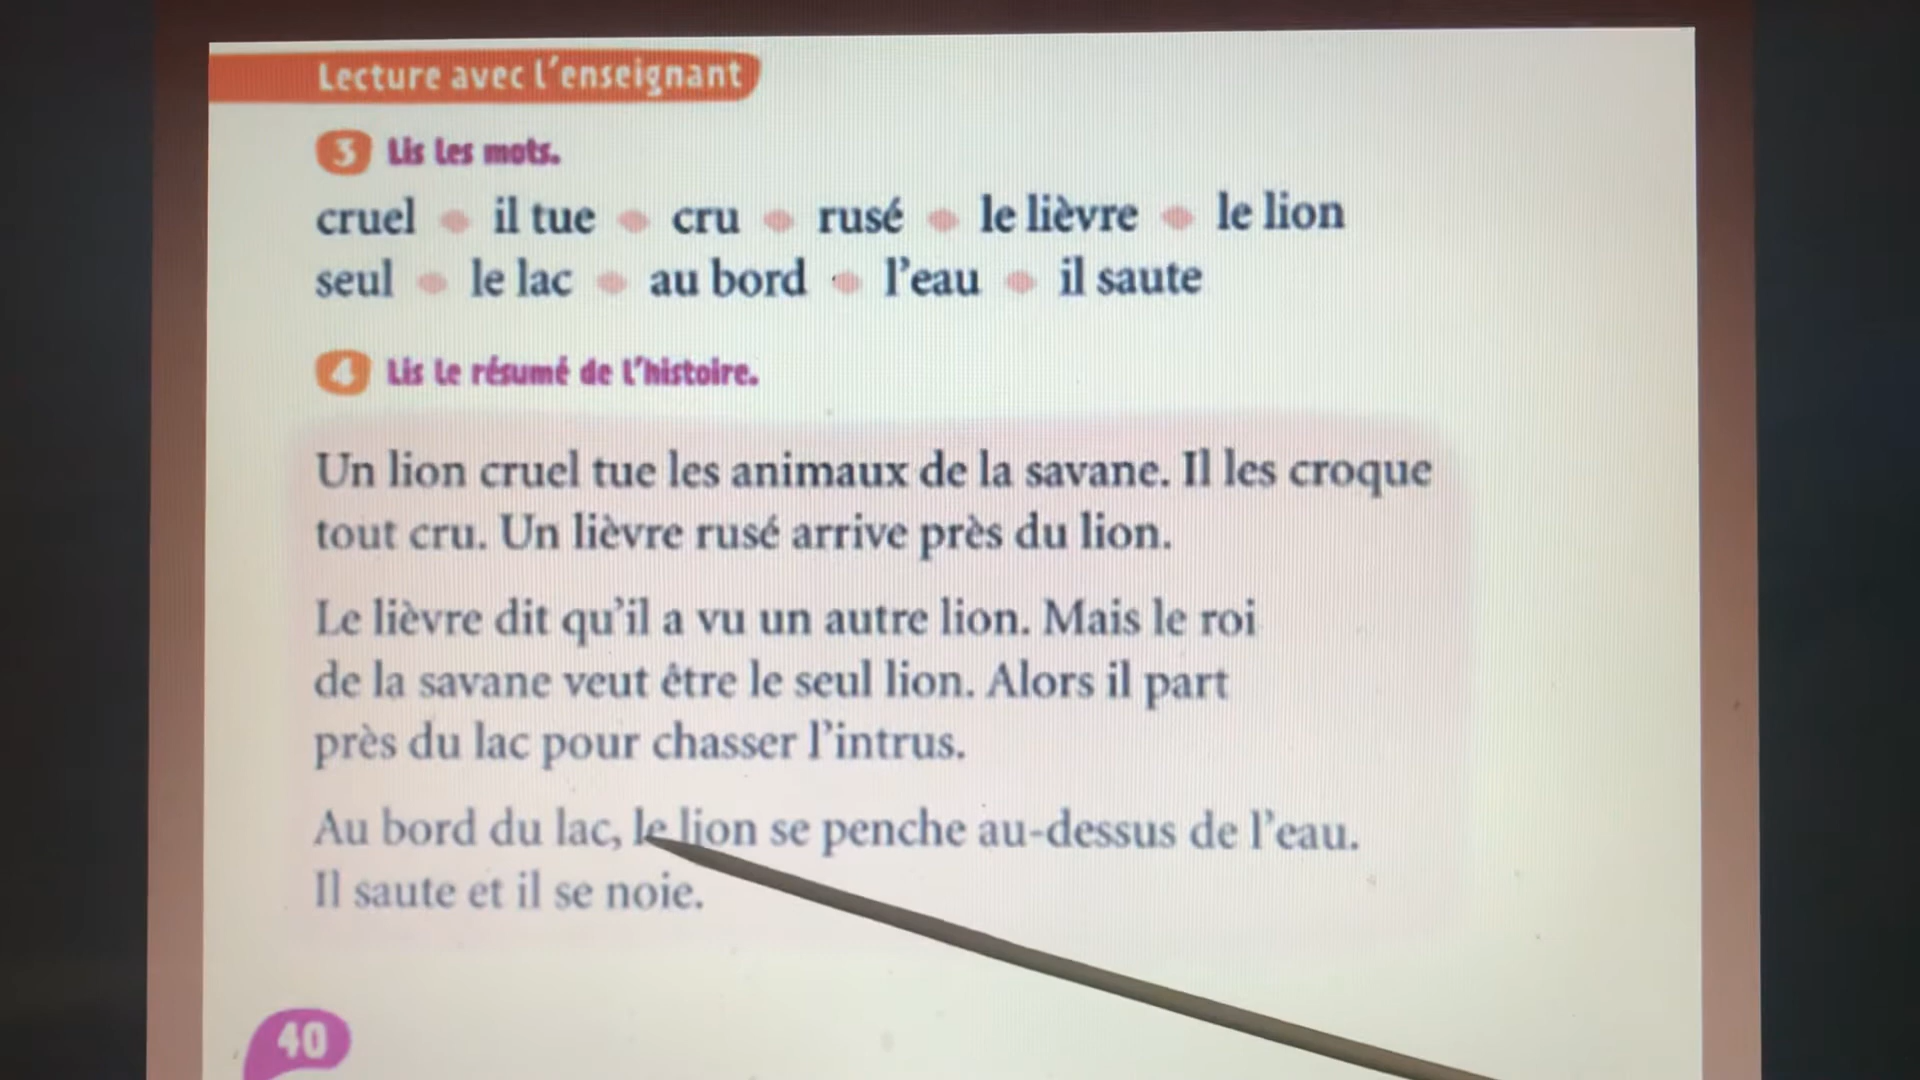 Lecture avec l'enseignant
3 Lis les mots.
cruel • il tue • cru • rusé • le lièvre • le lion
seul • le lac • au bord • l'eau • il saute
4 Lis le résumé de l'histoire.
Un lion cruel tue les animaux de la savane. Il les croque
tout cru. Un lièvre rusé arrive près du lion.
Le lièvre dit qu'il a vu un autre lion. Mais le roi
de la savane veut être le seul lion. Alors il part
près du lac pour chasser l'intrus.
Au bord du lac, le lion se penche au-dessus de l'eau.
Il saute et il se noie.
40